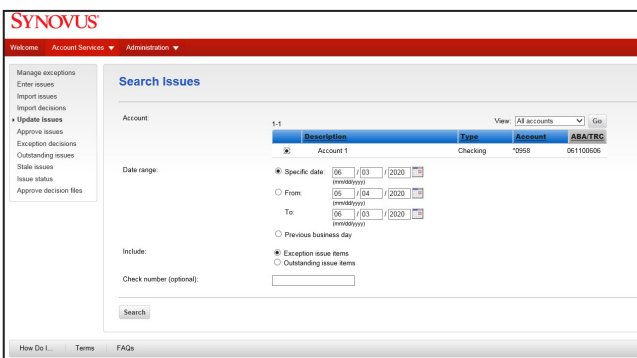 SYNOVUS®
Welcome Account Services Administration
Manage exceptions
Enter issues
Import issues
Import decisions
Update issues
Approve issues
Exception decisions
Outstanding issues
Stale issues
Issue status
Approve decision files
Search Issues
Account:
1-1 View: All accounts Go
Description Type Account ABA/TRC
Account 1 Checking *0958 061100606
Date range:
Specific date: 06 / 03 / 2020
(mm/dd/yyyy)
From: 05 / 04 / 2020
(mm/dd/yyyy)
To: 06 / 03 / 2020
(mm/dd/yyyy)
Previous business day
Include:
Exception issue items
Outstanding issue items
Check number (optional):
Search
How Do I... Terms FAQs